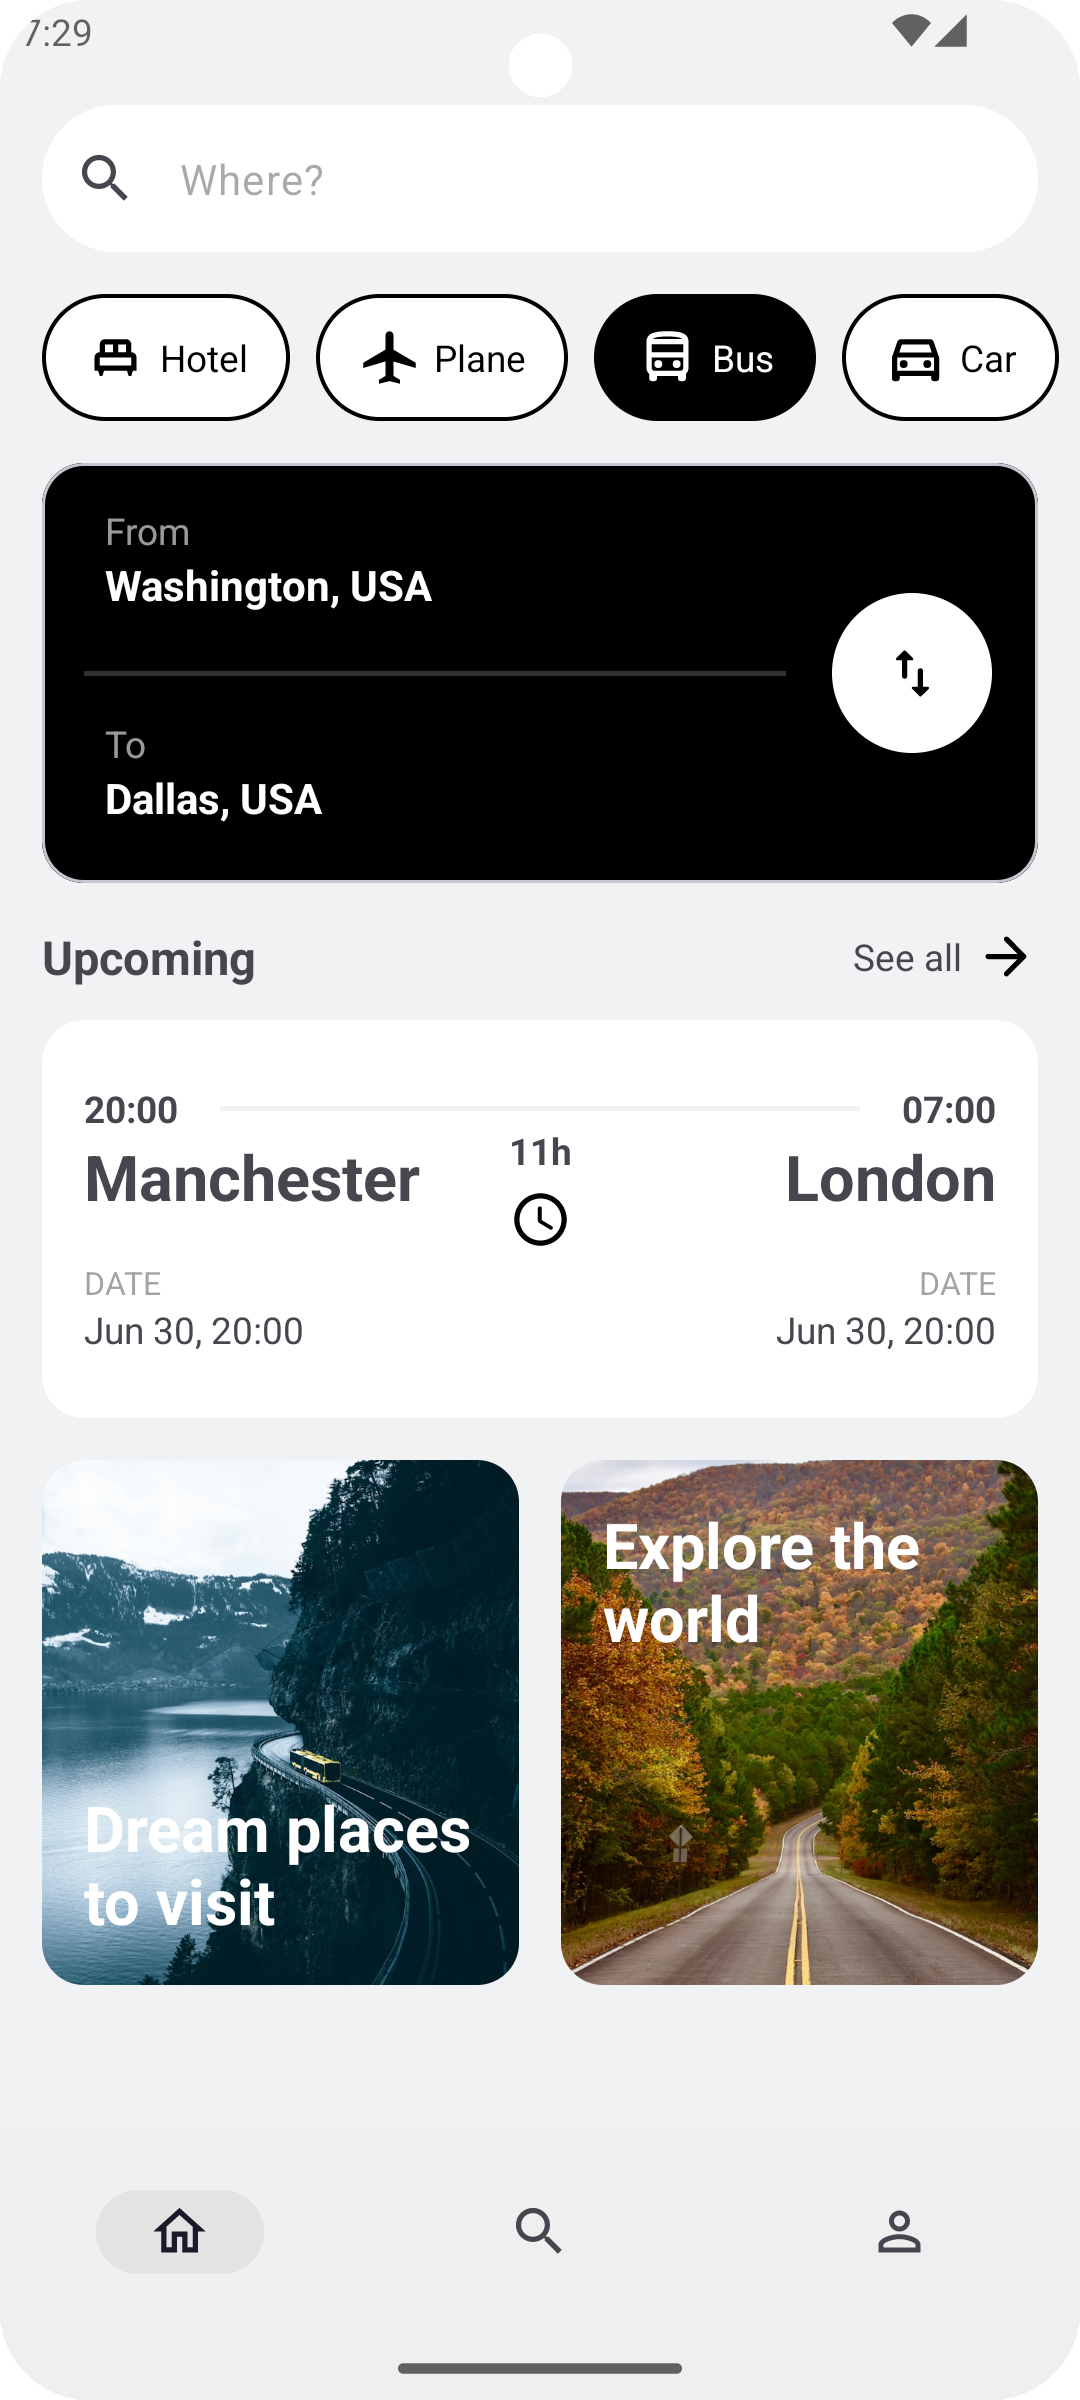 7:29
Where?
Hotel Plane Bus Car
From
Washington, USA
To
Dallas, USA
Upcoming See all
20:00 07:00
11h
Manchester London
DATE DATE
Jun 30, 20:00 Jun 30, 20:00
Dream places
to visit
Explore the
world